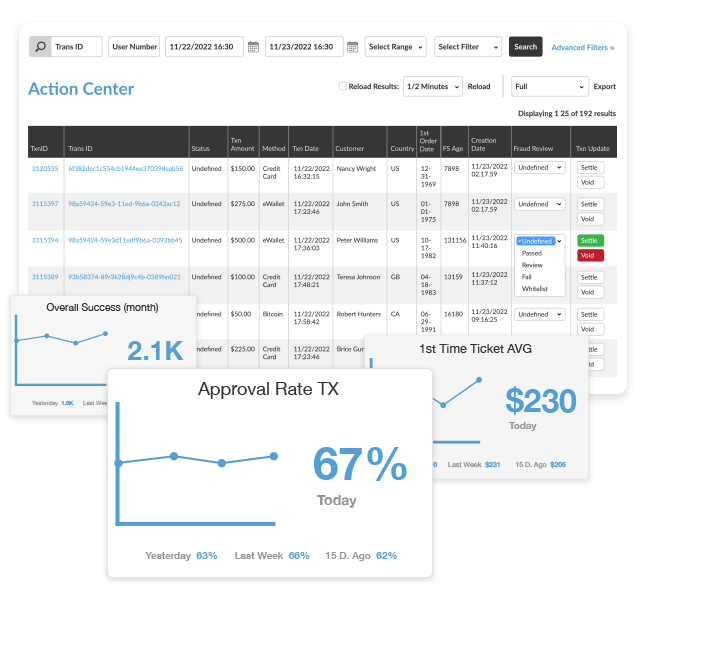 Trans ID User Number 11/22/2022 16:30 11/23/2022 16:30 Select Range Select Filter Search Advanced Filters »
Action Center Reload Results: 1/2 Minutes Reload Full Export
Displaying 1 25 of 192 results
TxnID Trans ID Status Txn Amount Method Txn Date Customer Country 1st Order Date FS Age Creation Date Fraud Review Txn Update
3120535 6f382dec1c554cb1944ee370398eab56 Undefined $150.00 Credit Card 11/22/2022 16:32:15 Nancy Wright US 12-31-1969 7898 11/23/2022 02.17.59 Undefined Settle Void
3115397 98a59424-59e3-11ed-9b6a-0242ac12 Undefined $275.00 eWallet 11/22/2022 17:23:46 John Smith US 01-01-1975 7898 11/23/2022 02.17.59 Undefined Settle Void
3115394 98a59424-59e3d11edf9b6a-0393bb45 Undefined $500.00 eWallet 11/22/2022 17:36:03 Peter Williams US 10-17-1982 131156 11/23/2022 11:40:16 Undefined Settle Void
Passed
Review
Fail
Whitelist
3115389 93b58374-89c3k28dj9c4b-0389hn021 Undefined $100.00 Credit Card 11/22/2022 17:48:21 Teresa Johnson GB 04-18-1983 13159 11/23/2022 11:37:12 Settle Void
ndefined $50.00 Bitcoin 11/22/2022 17:58:42 Robert Hunters CA 06-29-1991 16180 11/23/2022 09:16:25 Undefined Settle Void
ndefined $225.00 Credit Card 11/22/2022 17:23:46 Brice Gur
Overall Success (month)
2.1K
Yesterday 1.8K Last Wee
1st Time Ticket AVG
$230
Today
0 Last Week $231 15 D. Ago $205
Approval Rate TX
67%
Today
Yesterday 63% Last Week 66% 15 D. Ago 62%